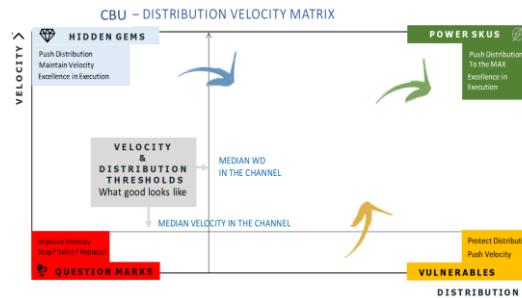 CBU – DISTRIBUTION VELOCITY MATRIX
VELOCITY
HIDDEN GEMS
Push Distribution
Maintain Velocity
Excellence in Execution
POWER SKUS
Push Distribution
To the MAX
Excellence in
Execution
VELOCITY
&
DISTRIBUTION
THRESHOLDS
What good looks like
MEDIAN WD
IN THE CHANNEL
MEDIAN VELOCITY IN THE CHANNEL
Improve Velocity
Stop? Delist? Replace?
QUESTION MARKS
Protect Distributi
Push Velocity
VULNERABLES
DISTRIBUTION